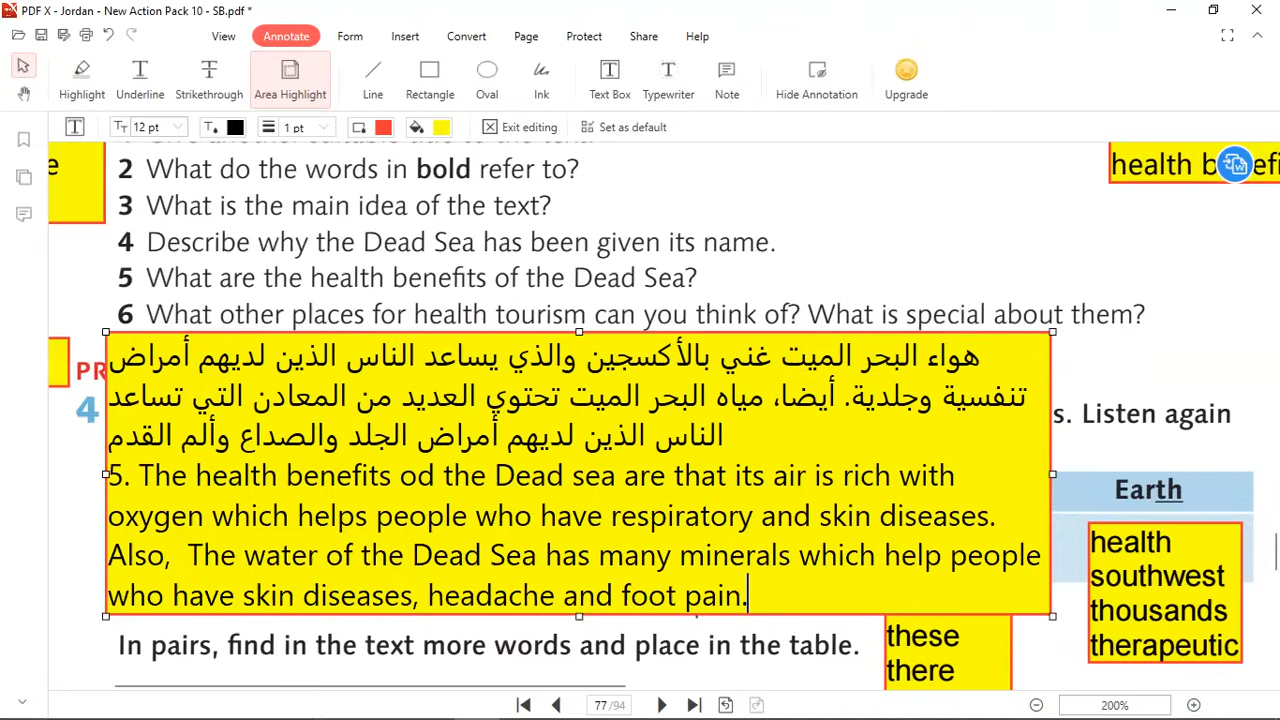 PDF X - Jordan - New Action Pack 10 - SB.pdf *
View Annotate Form Insert Convert Page Protect Share Help
Highlight Underline Strikethrough Area Highlight Line Rectangle Oval Ink Text Box Typewriter Note Hide Annotation Upgrade
12 pt 1 pt Exit editing Set as default
e
health benefi
2 What do the words in bold refer to?
3 What is the main idea of the text?
4 Describe why the Dead Sea has been given its name.
5 What are the health benefits of the Dead Sea?
6 What other places for health tourism can you think of? What is special about them?
PR
4
هواء البحر الميت غني بالأكسجين والذي يساعد الناس الذين لديهم أمراض
تنفسية وجلدية. أيضا، مياه البحر الميت تحتوي العديد من المعادن التي تساعد
الناس الذين لديهم أمراض الجلد والصداع وألم القدم
5. The health benefits od the Dead sea are that its air is rich with
oxygen which helps people who have respiratory and skin diseases.
Also,  The water of the Dead Sea has many minerals which help people
who have skin diseases, headache and foot pain.
s. Listen again
Earth
health
southwest
thousands
therapeutic
In pairs, find in the text more words and place in the table.
these
there
77 /94
200%